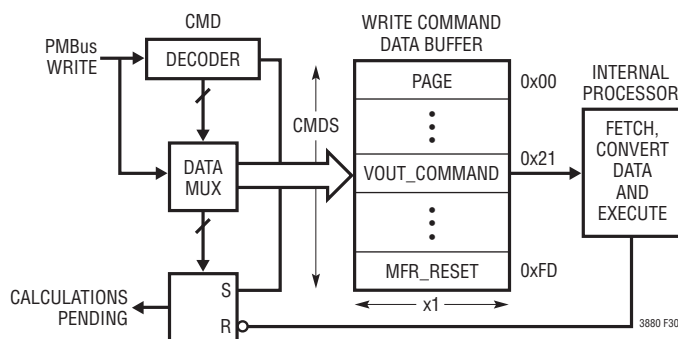 CMD
PMBus
WRITE
DECODER
CMDS
DATA
MUX
S
R
CALCULATIONS
PENDING
WRITE COMMAND
DATA BUFFER
PAGE
0x00
VOUT_COMMAND
0x21
MFR_RESET
0xFD
x1
INTERNAL
PROCESSOR
FETCH,
CONVERT
DATA
AND
EXECUTE
3880 F30